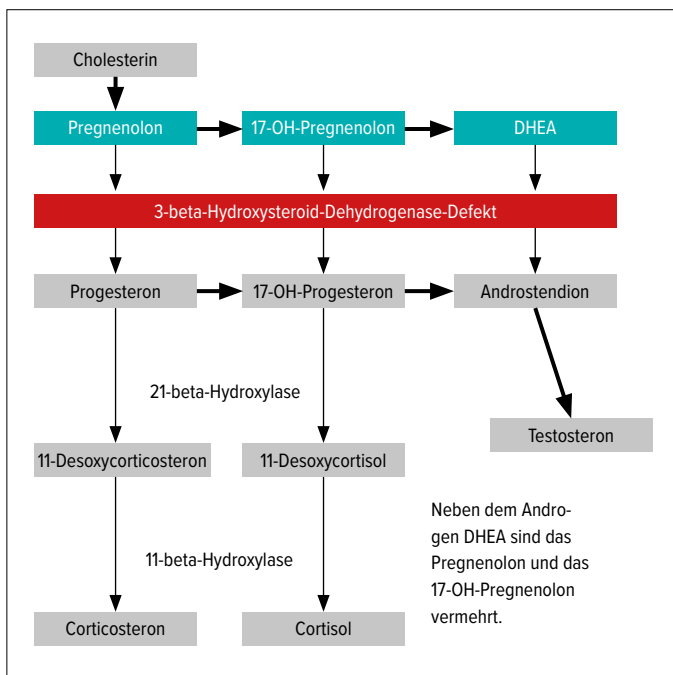 Cholesterin
Pregnenolon
17-OH-Pregnenolon
DHEA
3-beta-Hydroxysteroid-Dehydrogenase-Defekt
Progesteron
17-OH-Progesteron
Androstendion
21-beta-Hydroxylase
Testosteron
11-Desoxycorticosteron
11-Desoxycortisol
Neben dem Andro-
gen DHEA sind das
Pregnenolon und das
17-OH-Pregnenolon
vermehrt.
11-beta-Hydroxylase
Corticosteron
Cortisol